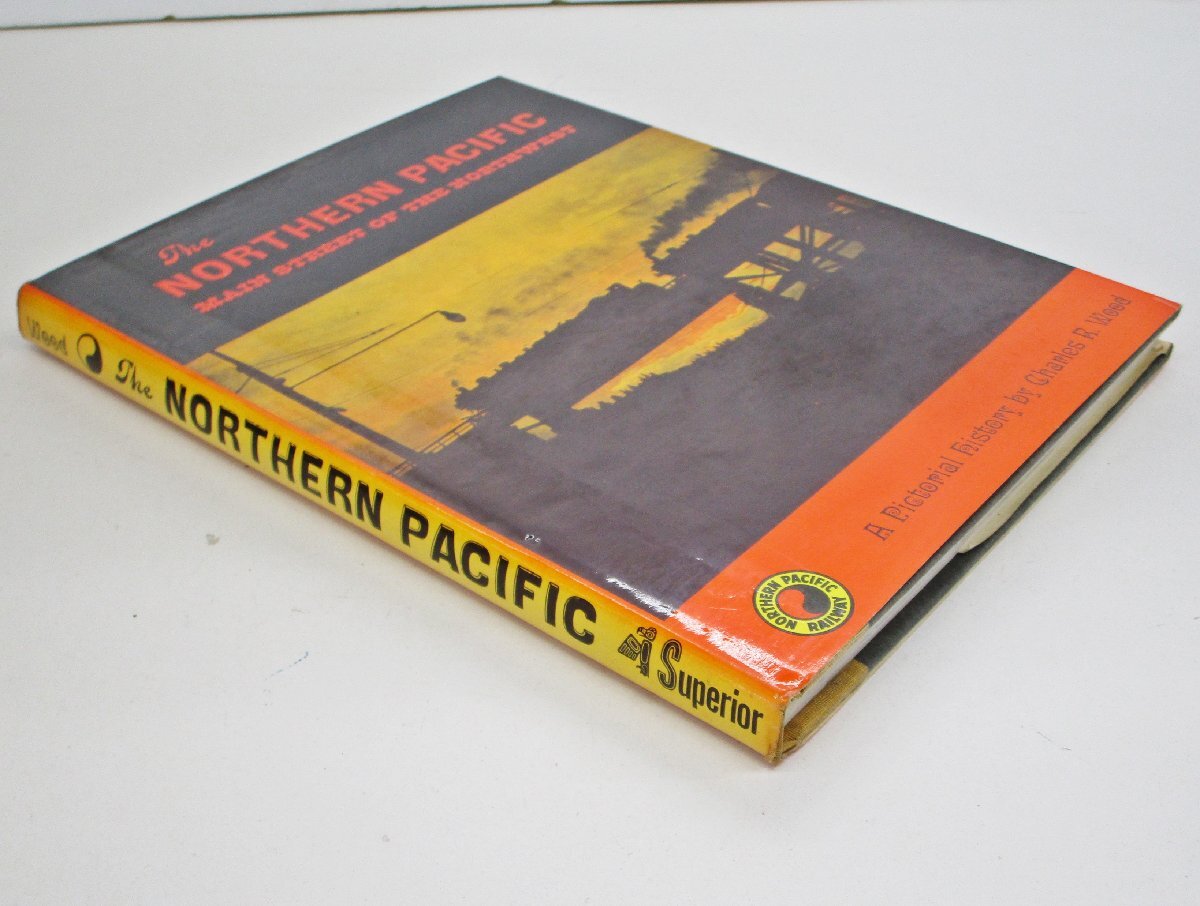 The
NORTHERN PACIFIC
MAIN STREET OF THE NORTHWEST
A Pictorial History by Charles R Wood
NORTHERN PACIFIC
RAILWAY
Wood The NORTHERN PACIFIC Superior